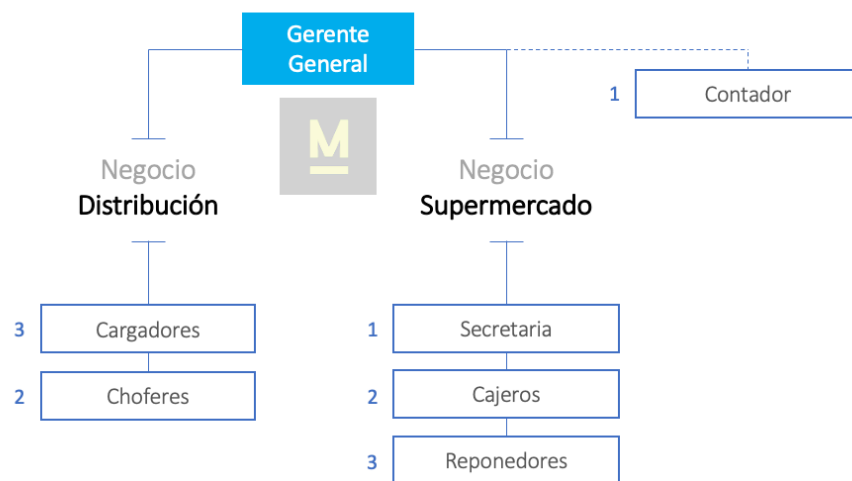 Gerente
General
1 Contador
M
Negocio
Distribución
Negocio
Supermercado
3 Cargadores
2 Choferes
1 Secretaria
2 Cajeros
3 Reponedores